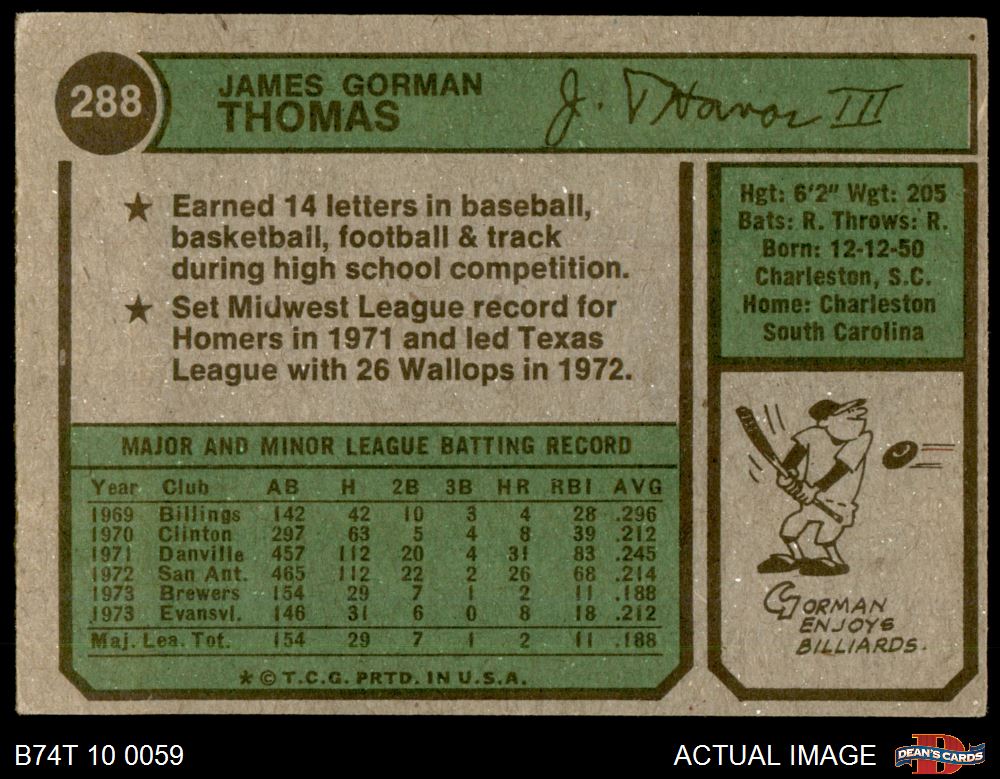 288
JAMES GORMAN
THOMAS
J. Thomas III
★ Earned 14 letters in baseball,
basketball, football & track
during high school competition.
★ Set Midwest League record for
Homers in 1971 and led Texas
League with 26 Wallops in 1972.
Hgt: 6'2" Wgt: 205
Bats: R. Throws: R.
Born: 12-12-50
Charleston, S.C.
Home: Charleston
South Carolina
MAJOR AND MINOR LEAGUE BATTING RECORD
Year Club AB H 2B 3B HR RBI AVG
1969 Billings 142 42 10 3 4 28 .296
1970 Clinton 297 63 5 4 8 39 .212
1971 Danville 457 112 20 4 31 83 .245
1972 San Ant. 465 112 22 2 26 68 .214
1973 Brewers 154 29 7 1 2 11 .188
1973 Evansvl. 146 31 6 0 8 18 .212
Maj. Lea. Tot. 154 29 7 1 2 11 .188
★ © T.C.G. PRTD. IN U.S.A.
GORMAN
ENJOYS
BILLIARDS.
B74T 10 0059
ACTUAL IMAGE
DEAN'S CARDS